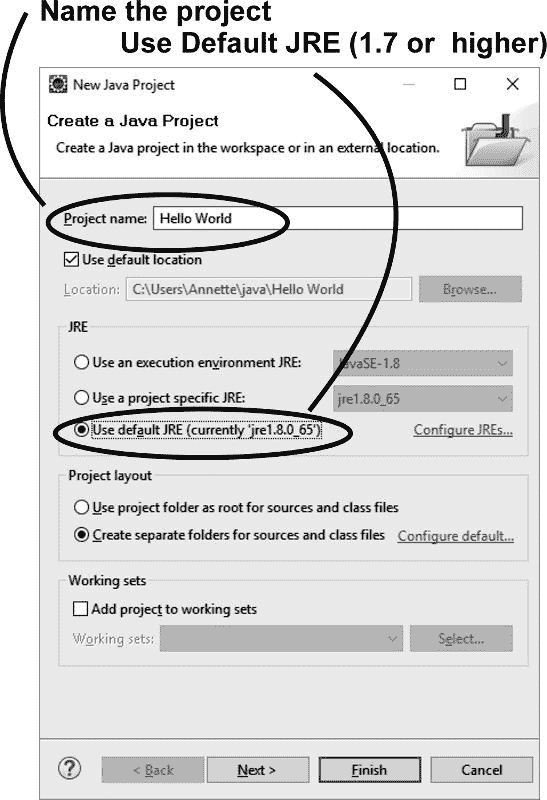 Name the project
Use Default JRE (1.7 or higher)
New Java Project
Create a Java Project
Create a Java project in the workspace or in an external location.
Project name: Hello World
Use default location
Location: C:\Users\Annette\java\Hello World Browse...
JRE
Use an execution environment JRE: JavaSE-1.8
Use a project specific JRE: jre1.8.0_65
Use default JRE (currently 'jre1.8.0_65') Configure JREs...
Project layout
Use project folder as root for sources and class files
Create separate folders for sources and class files Configure default...
Working sets
Add project to working sets
Working sets: Select...
? < Back Next > Finish Cancel